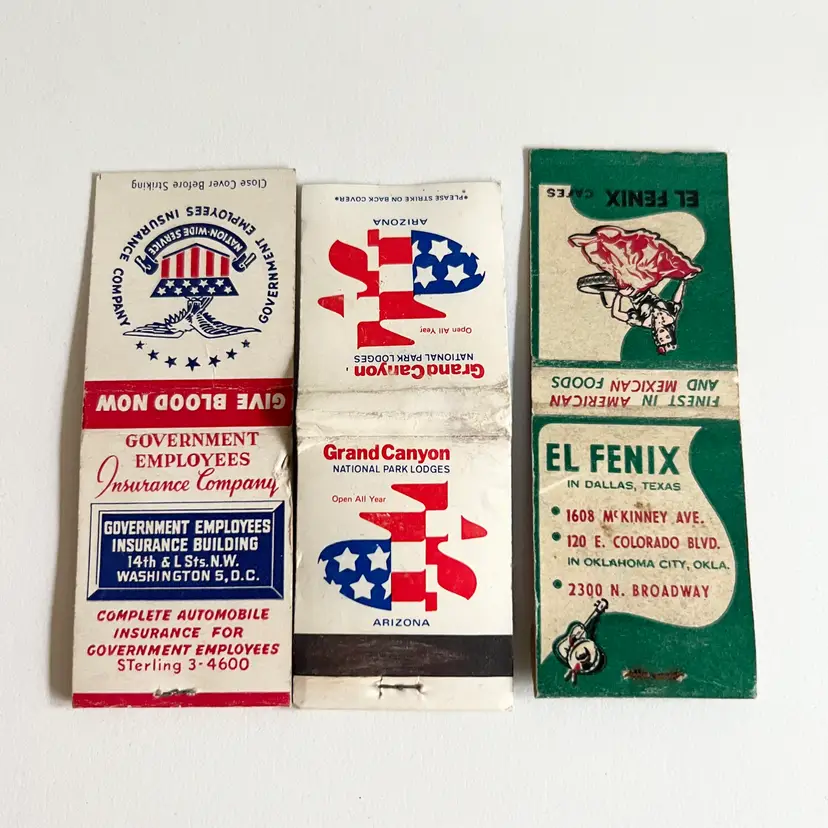 Close Cover Before Striking
GOVERNMENT EMPLOYEES INSURANCE COMPANY
NATION-WIDE SERVICE
GIVE BLOOD NOW
GOVERNMENT
EMPLOYEES
Insurance Company
GOVERNMENT EMPLOYEES
INSURANCE BUILDING
14th & L Sts. N.W.
WASHINGTON 5, D.C.
COMPLETE AUTOMOBILE
INSURANCE FOR
GOVERNMENT EMPLOYEES
STerling 3-4600
*PLEASE STRIKE ON BACK COVER*
ARIZONA
Open All Year
NATIONAL PARK LODGES
Grand Canyon
Grand Canyon
NATIONAL PARK LODGES
Open All Year
ARIZONA
EL FENIX CAFES
FINEST IN AMERICAN
AND MEXICAN FOODS
EL FENIX
IN DALLAS, TEXAS
• 1608 McKINNEY AVE.
• 120 E. COLORADO BLVD.
IN OKLAHOMA CITY, OKLA.
• 2300 N. BROADWAY